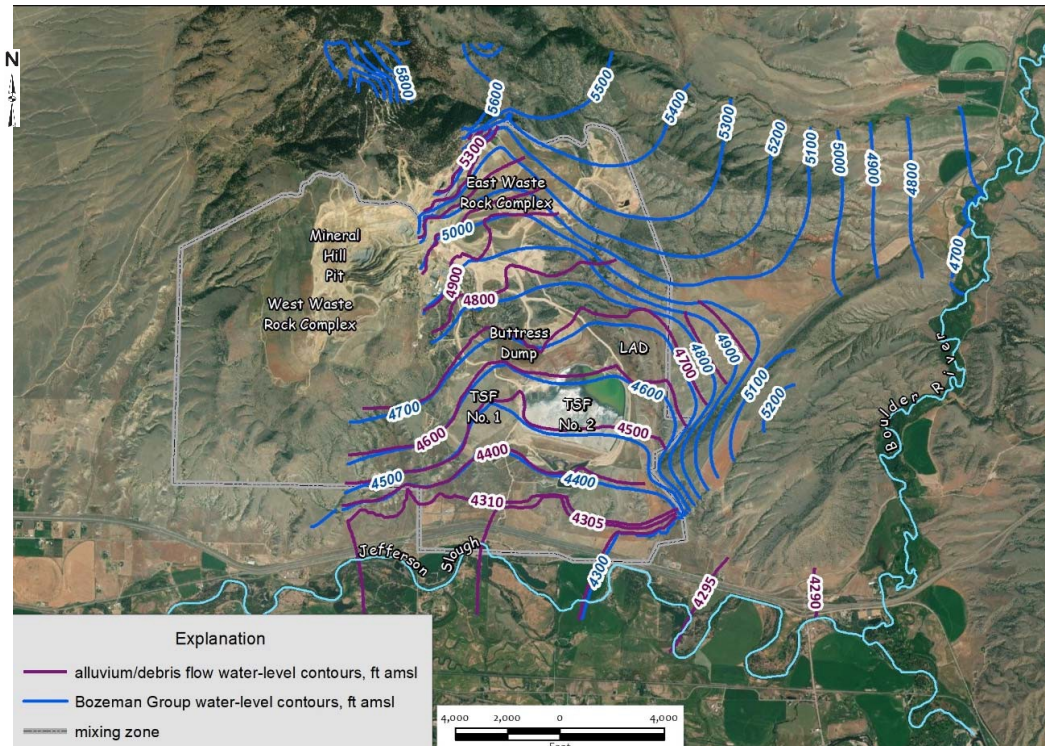 N
5800
5600
5500
5400
5300
5200
5100
5000
4900
4800
4700
5300
East Waste
Rock Complex
5000
Mineral
Hill
Pit
4900
4800
West Waste
Rock Complex
Buttress
Dump
LAD
4700
4800
4900
5100
5200
4700
4600
4600
TSF
No. 1
TSF
No. 2
4500
4500
4400
4400
4310
4305
4300
4295
4290
Jefferson Slough
Boulder River
Explanation
alluvium/debris flow water-level contours, ft amsl
Bozeman Group water-level contours, ft amsl
mixing zone
4,000 2,000 0 4,000
Feet